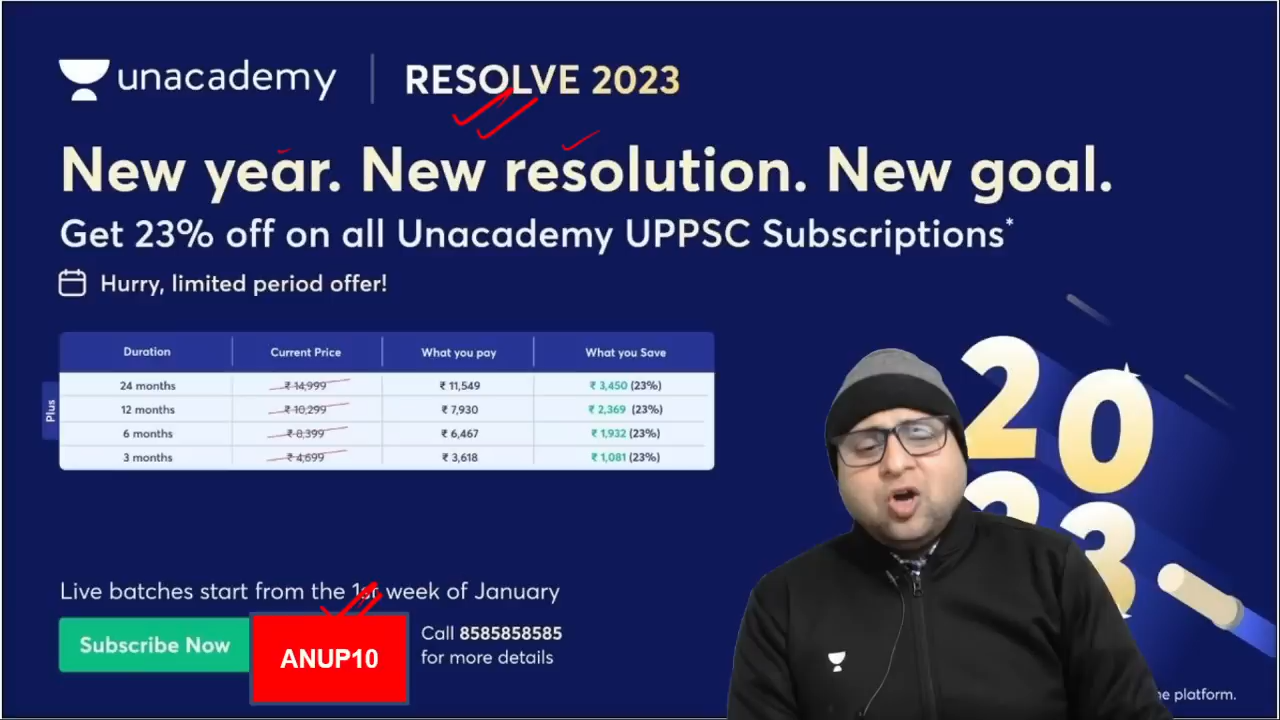 unacademy
RESOLVE 2023
New year. New resolution. New goal.
Get 23% off on all Unacademy UPPSC Subscriptions*
Hurry, limited period offer!
Duration Current Price What you pay What you Save
Plus
24 months ₹ 14,999 ₹ 11,549 ₹ 3,450 (23%)
12 months ₹ 10,299 ₹ 7,930 ₹ 2,369 (23%)
6 months ₹ 8,399 ₹ 6,467 ₹ 1,932 (23%)
3 months ₹ 4,699 ₹ 3,618 ₹ 1,081 (23%)
20
23
Live batches start from the 1st week of January
Subscribe Now
ANUP10
Call 8585858585
for more details
platform.